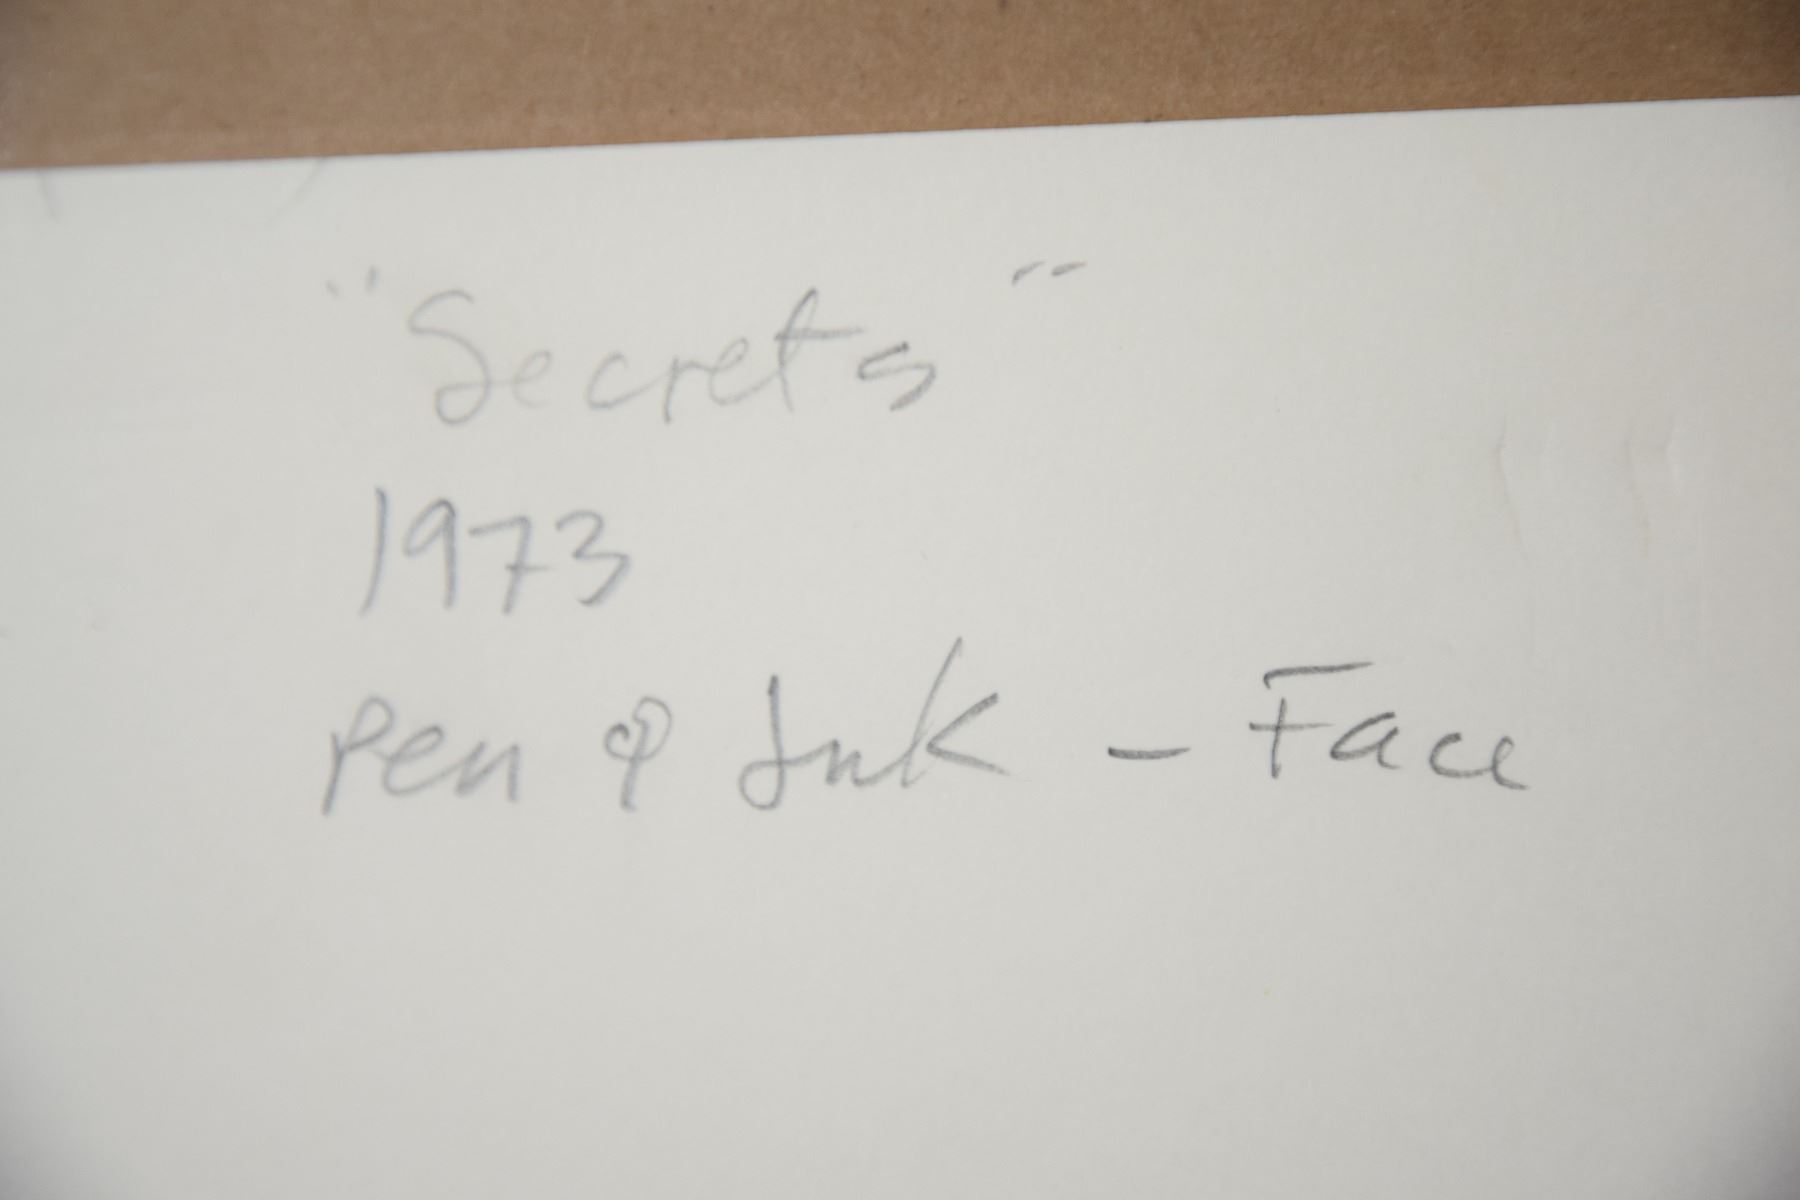 "Secrets"
1973
Pen & Ink - Face